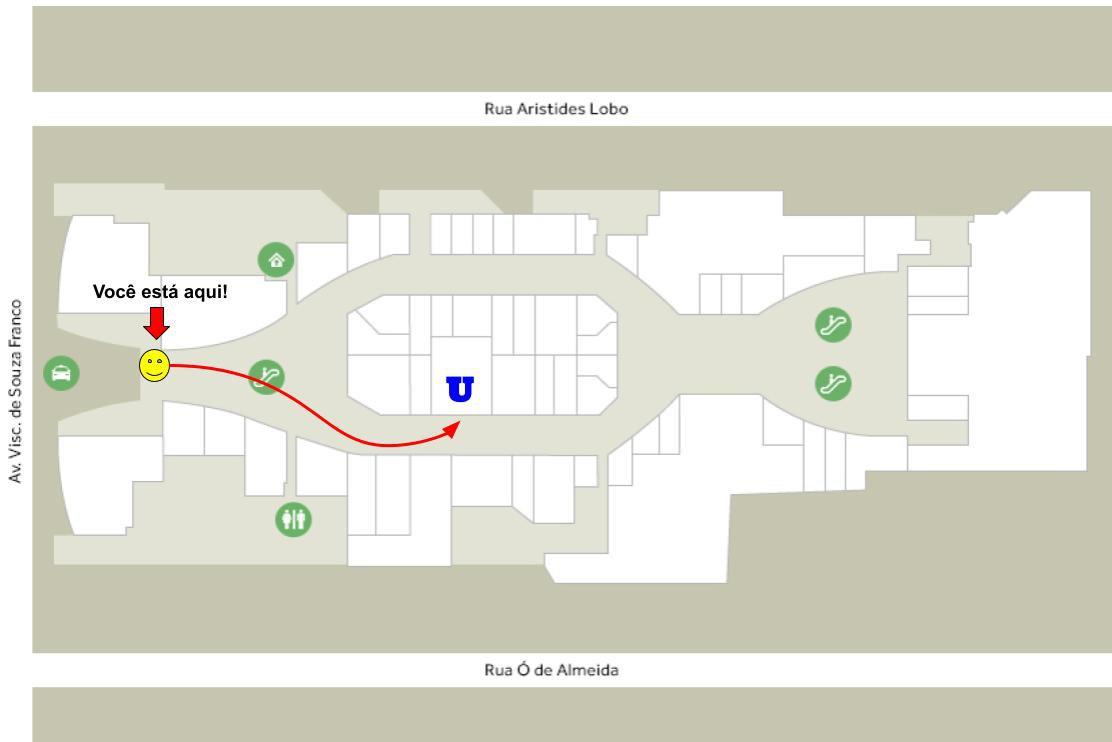 Rua Aristides Lobo
Você está aqui!
Av. Visc. de Souza Franco
U
Rua Ó de Almeida